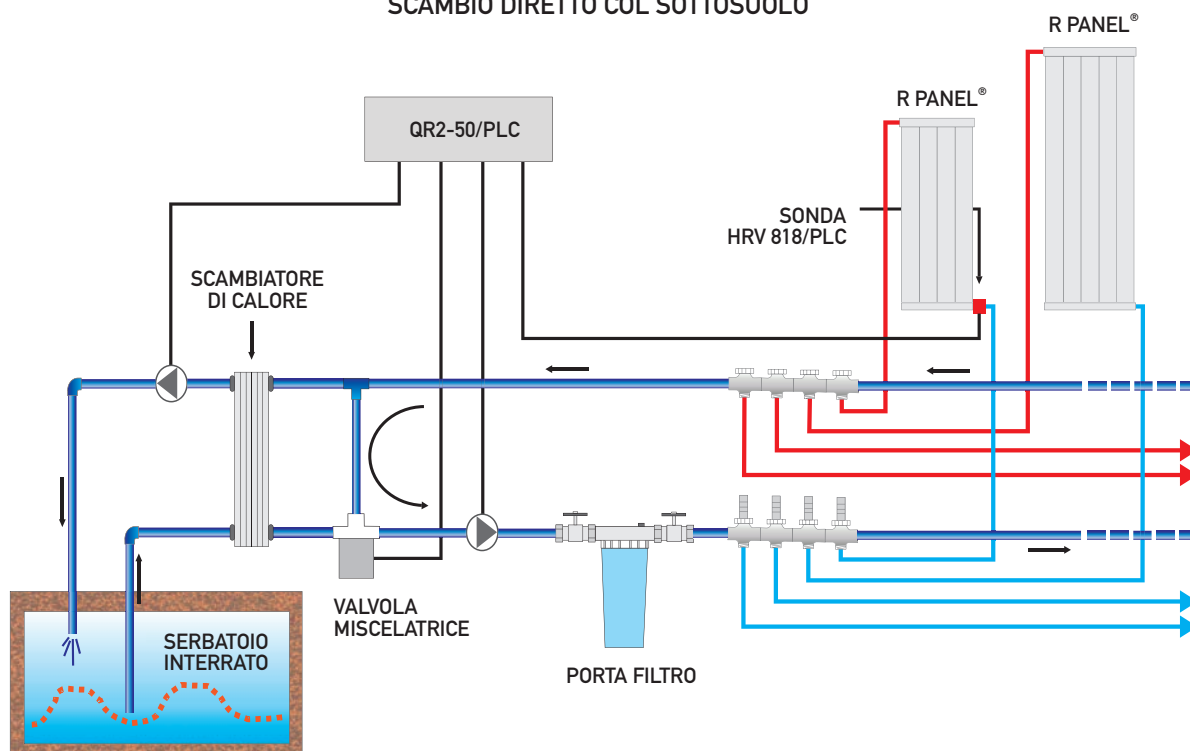 SCAMBIO DIRETTO COL SOTTOSUOLO
R PANEL®
R PANEL®
QR2-50/PLC
SONDA
HRV 818/PLC
SCAMBIATORE
DI CALORE
VALVOLA
MISCELATRICE
SERBATOIO
INTERRATO
PORTA FILTRO